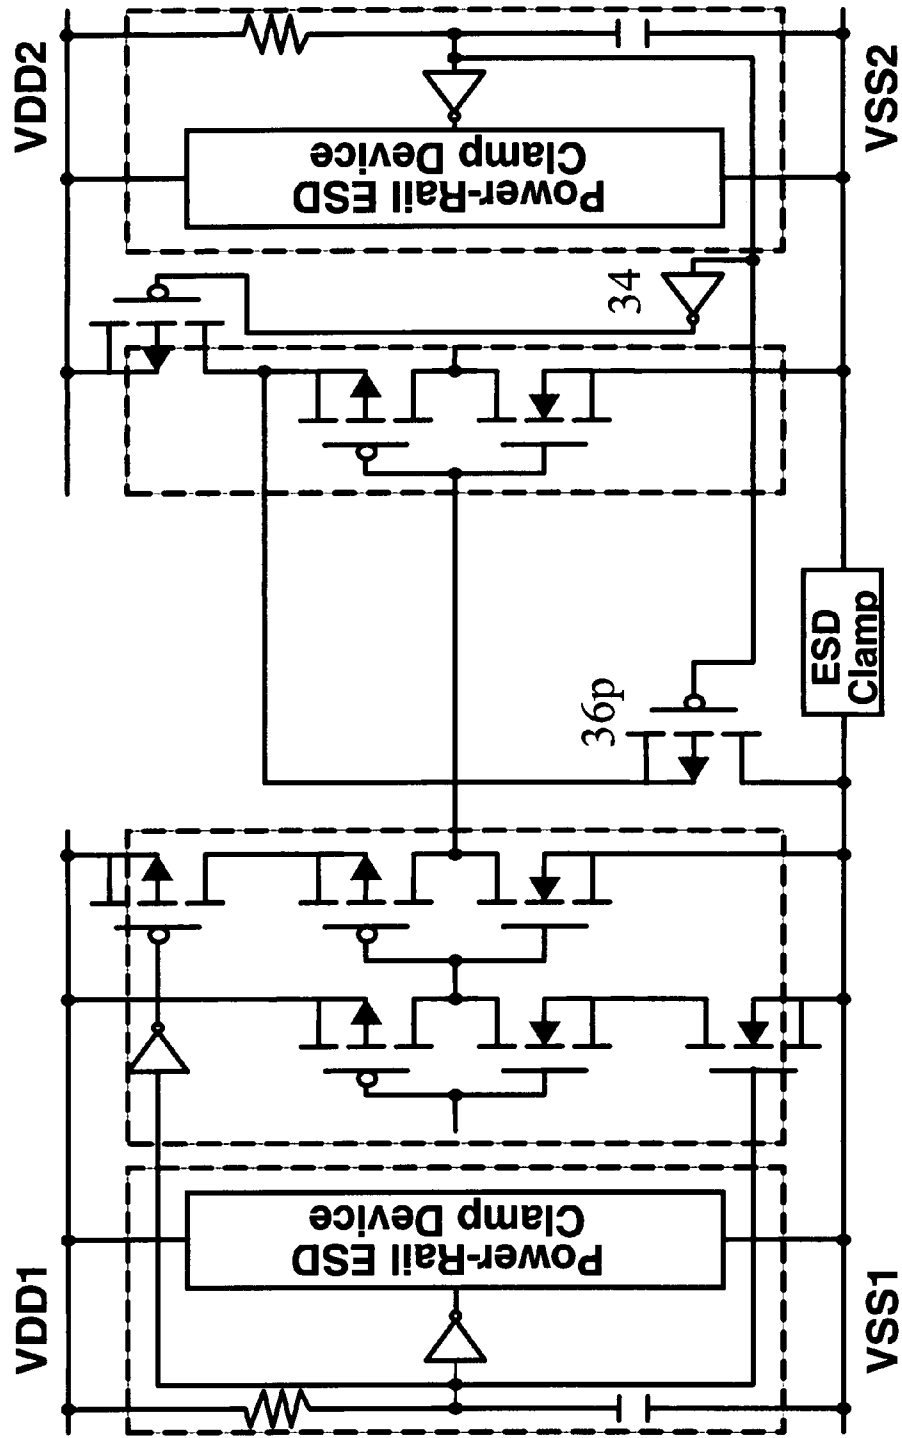 VDD1
VDD2
Power-Rail ESD
Clamp Device
Power-Rail ESD
Clamp Device
34
36p
ESD
Clamp
VSS1
VSS2